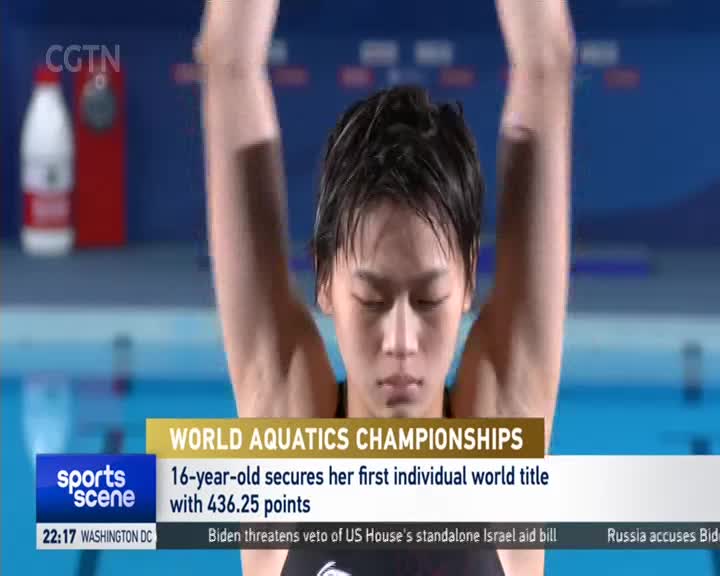 CGTN
WORLD AQUATICS CHAMPIONSHIPS
sports scene
16-year-old secures her first individual world title
with 436.25 points
22:17 WASHINGTON DC
Biden threatens veto of US House's standalone Israel aid bill
Russia accuses Bid